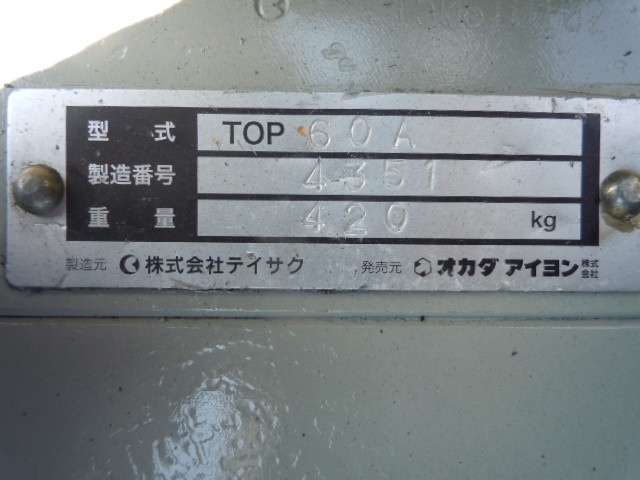 型 式 TOP 60A
製造番号 4351
重 量 420 kg
製造元 株式会社テイサク 発売元 オカダ アイヨン株式会社